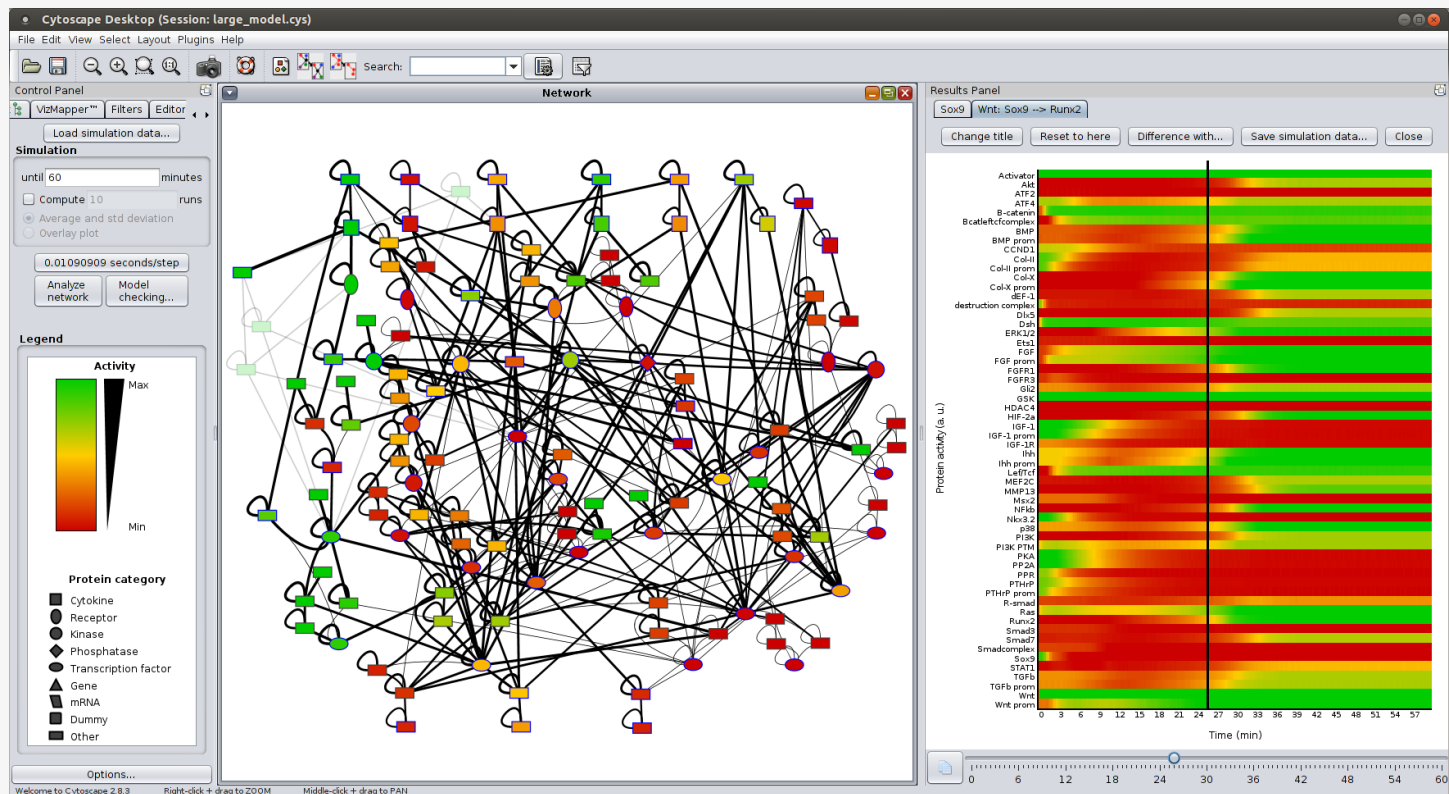 Cytoscape Desktop (Session: large_model.cys)
File Edit View Select Layout Plugins Help
Search:
Control Panel
VizMapper™ Filters Editor
Load simulation data...
Simulation
until 60 minutes
Compute 10 runs
Average and std deviation
Overlay plot
0.01090909 seconds/step
Analyze network
Model checking...
Legend
Activity
Max
Min
Protein category
Cytokine
Receptor
Kinase
Phosphatase
Transcription factor
Gene
mRNA
Dummy
Other
Options...
Welcome to Cytoscape 2.8.3 Right-click + drag to ZOOM Middle-click + drag to PAN
Network
Results Panel
Sox9 Wnt: Sox9 --> Runx2
Change title Reset to here Difference with... Save simulation data... Close
Protein activity (a. u.)
Activator
Akt
ATF2
ATF4
B-catenin
Bcatleftcfcomplex
BMP
BMP prom
CCND1
Col-II
Col-II prom
Col-X
Col-X prom
dEF-1
destruction complex
Dlx5
Dsh
ERK1/2
Ets1
FGF
FGF prom
FGFR1
FGFR3
Gli2
GSK
HDAC4
HIF-2a
IGF-1
IGF-1 prom
IGF-1R
Ihh
Ihh prom
Lef/Tcf
MEF2C
MMP13
Msx2
NFkb
Nkx3.2
p38
PI3K
PI3K PTM
PKA
PP2A
PPR
PTHrP
PTHrP prom
R-smad
Ras
Runx2
Smad3
Smad7
Smadcomplex
Sox9
STAT1
TGFb
TGFb prom
Wnt
Wnt prom
0 3 6 9 12 15 18 21 24 27 30 33 36 39 42 45 48 51 54 57
Time (min)
0 6 12 18 24 30 36 42 48 54 60